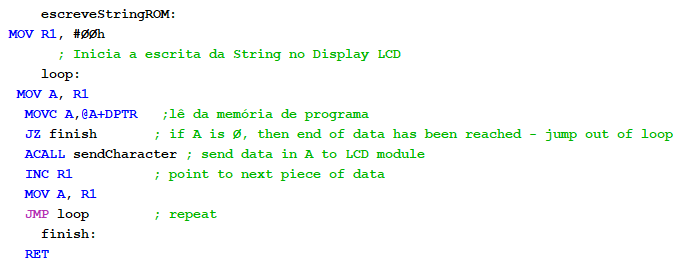 escreveStringROM:
MOV R1, #00h
; Inicia a escrita da String no Display LCD
loop:
MOV A, R1
MOVC A,@A+DPTR ;lê da memória de programa
JZ finish ; if A is 0, then end of data has been reached - jump out of loop
ACALL sendCharacter ; send data in A to LCD module
INC R1 ; point to next piece of data
MOV A, R1
JMP loop ; repeat
finish:
RET